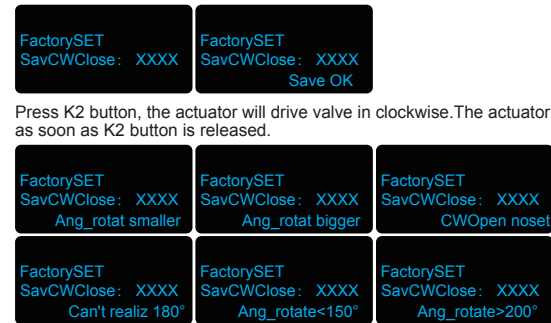 FactorySET
SavCWClose: XXXX
FactorySET
SavCWClose: XXXX
Save OK
Press K2 button, the actuator will drive valve in clockwise.The actuator
as soon as K2 button is released.
FactorySET
SavCWClose: XXXX
Ang_rotat smaller
FactorySET
SavCWClose: XXXX
Ang_rotat bigger
FactorySET
SavCWClose: XXXX
CWOpen noset
FactorySET
SavCWClose: XXXX
Can't realiz 180°
FactorySET
SavCWClose: XXXX
Ang_rotate<150°
FactorySET
SavCWClose: XXXX
Ang_rotate>200°